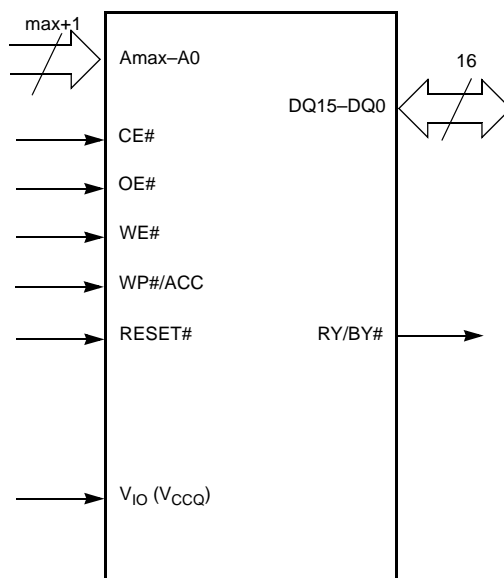 max+1
Amax–A0
16
DQ15–DQ0
CE#
OE#
WE#
WP#/ACC
RESET#
RY/BY#
VIO (VCCQ)